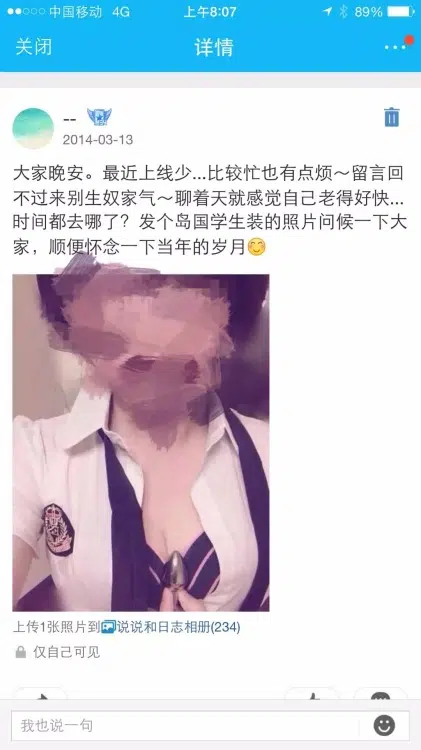 中国移动 4G 上午8:07 89%
关闭 详情
--
2014-03-13
大家晚安。最近上线少...比较忙也有点烦～留言回
不过来别生奴家气～聊着天就感觉自己老得好快...
时间都去哪了？发个岛国学生装的照片问候一下大
家，顺便怀念一下当年的岁月
上传1张照片到说说和日志相册(234)
仅自己可见
我也说一句